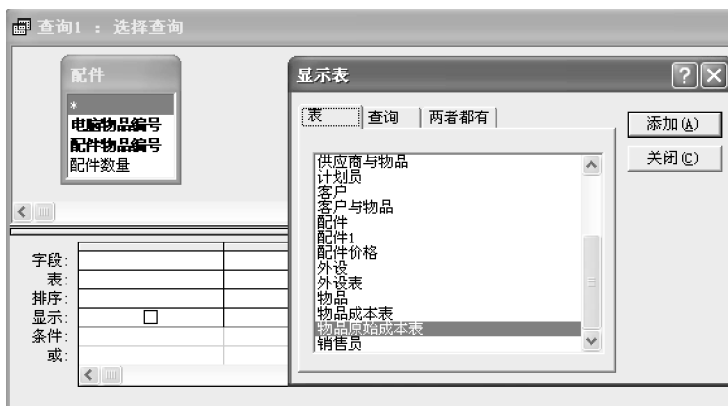 查询1 : 选择查询
配件
*
电脑物品编号
配件物品编号
配件数量
字段:
表:
排序:
显示:
条件:
或:
显示表
表 查询 两者都有
供应商与物品
计划员
客户
客户与物品
配件
配件1
配件价格
外设
外设表
物品
物品成本表
物品原始成本表
销售员
添加(A)
关闭(C)